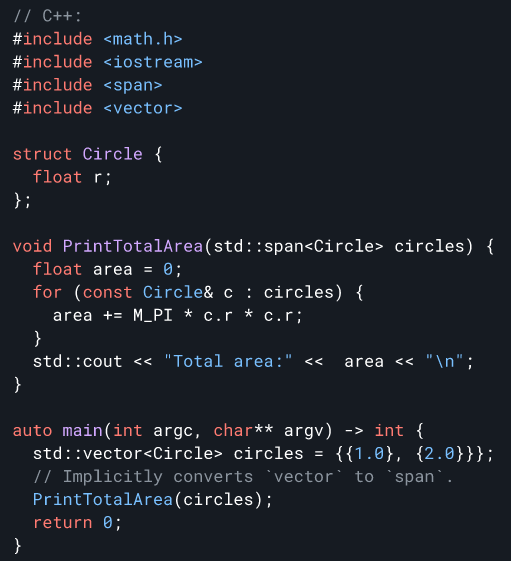 // C++:
#include <math.h>
#include <iostream>
#include <span>
#include <vector>

struct Circle {
  float r;
};

void PrintTotalArea(std::span<Circle> circles) {
  float area = 0;
  for (const Circle& c : circles) {
    area += M_PI * c.r * c.r;
  }
  std::cout << "Total area:" <<  area << "\n";
}

auto main(int argc, char** argv) -> int {
  std::vector<Circle> circles = {{1.0}, {2.0}};
  // Implicitly converts `vector` to `span`.
  PrintTotalArea(circles);
  return 0;
}